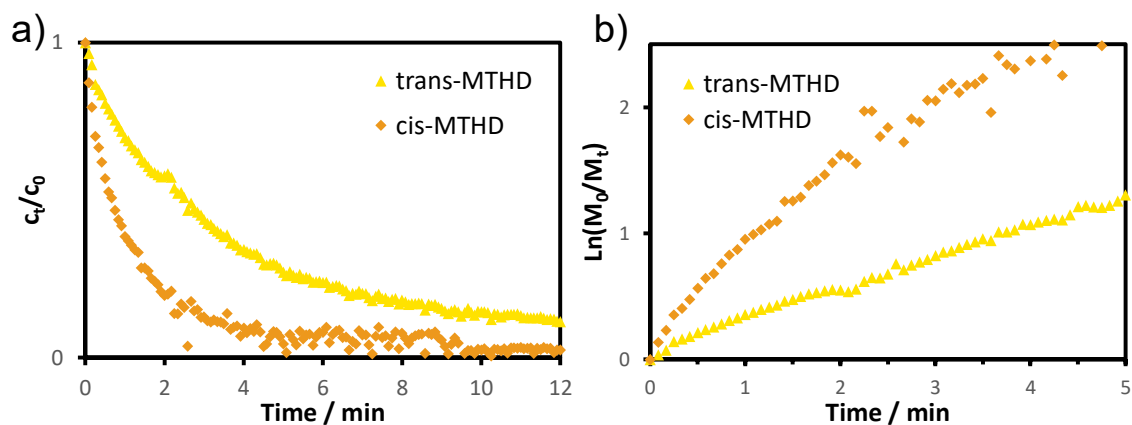 a)
1
trans-MTHD
cis-MTHD
cₜ/c₀
0
0 2 4 6 8 10 12
Time / min
b)
2
trans-MTHD
cis-MTHD
Ln(M₀/Mₜ)
1
0
0 1 2 3 4 5
Time / min